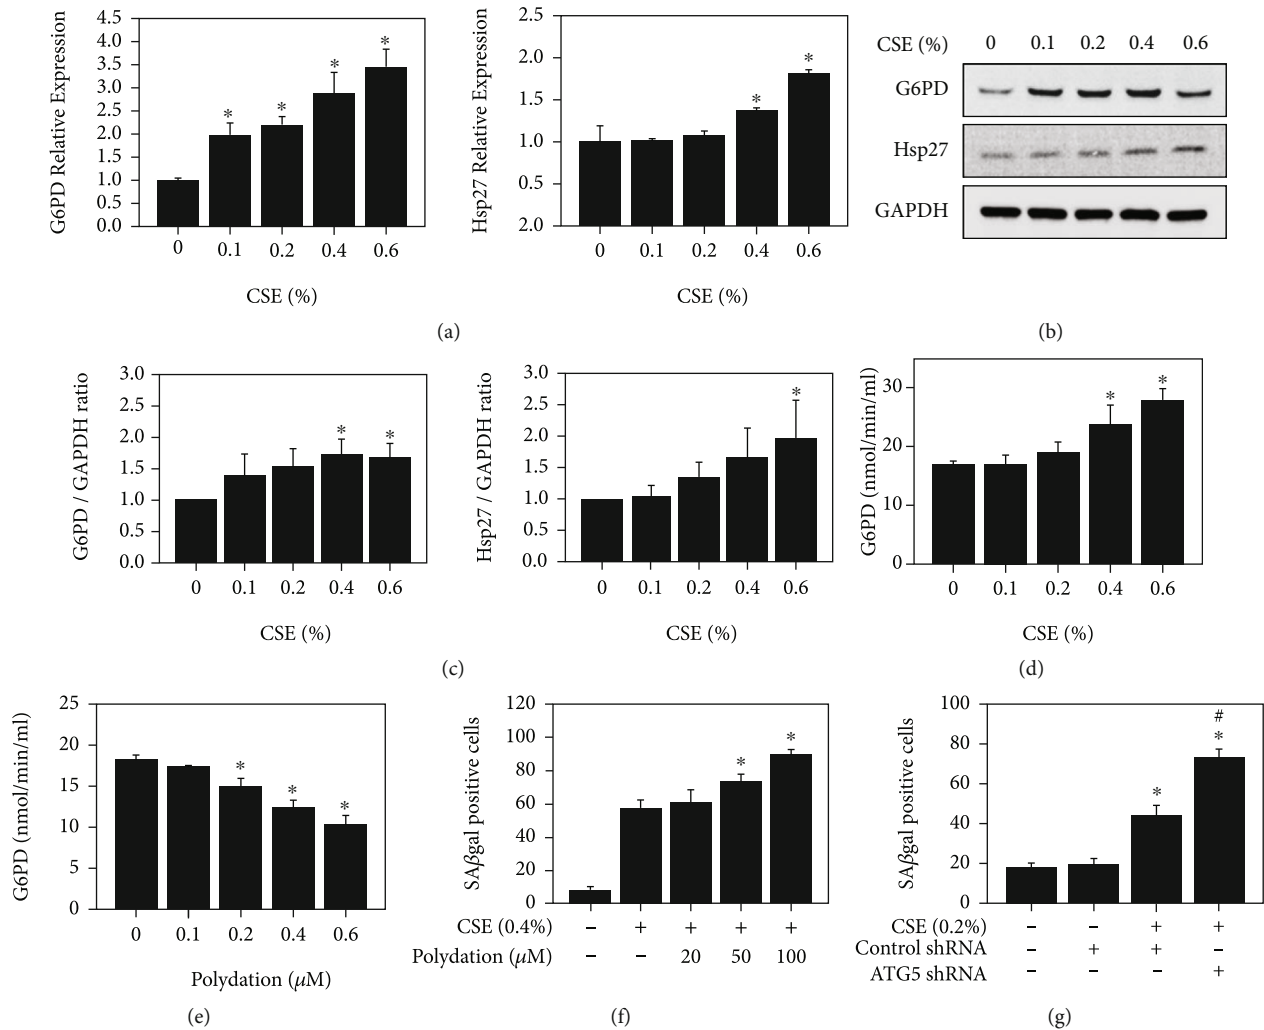 G6PD Relative Expression
4.5
4.0
3.5
3.0
2.5
2.0
1.5
1.0
0.5
0.0
* * * *
0 0.1 0.2 0.4 0.6
CSE (%)
Hsp27 Relative Expression
2.5
2.0
1.5
1.0
0.5
2.0
* *
0 0.1 0.2 0.4 0.6
CSE (%)
(a)
CSE (%) 0 0.1 0.2 0.4 0.6
G6PD
Hsp27
GAPDH
(b)
G6PD / GAPDH ratio
3.0
2.5
2.0
1.5
1.0
0.5
0.0
* *
0 0.1 0.2 0.4 0.6
CSE (%)
Hsp27 / GAPDH ratio
3.0
2.5
2.0
1.5
1.0
0.5
0.0
*
0 0.1 0.2 0.4 0.6
CSE (%)
(c)
G6PD (nmol/min/ml)
30
20
10
0
* *
0 0.1 0.2 0.4 0.6
CSE (%)
(d)
G6PD (nmol/min/ml)
25
20
15
10
5
0
* * *
0 0.1 0.2 0.4 0.6
Polydation (μM)
(e)
SAβgal positive cells
120
100
80
60
40
20
0
* *
CSE (0.4%) – + + + +
Polydation (μM) – – 20 50 100
(f)
SAβgal positive cells
100
80
60
40
20
0
#
* *
CSE (0.2%) – – + +
Control shRNA – + + –
ATG5 shRNA – – – +
(g)